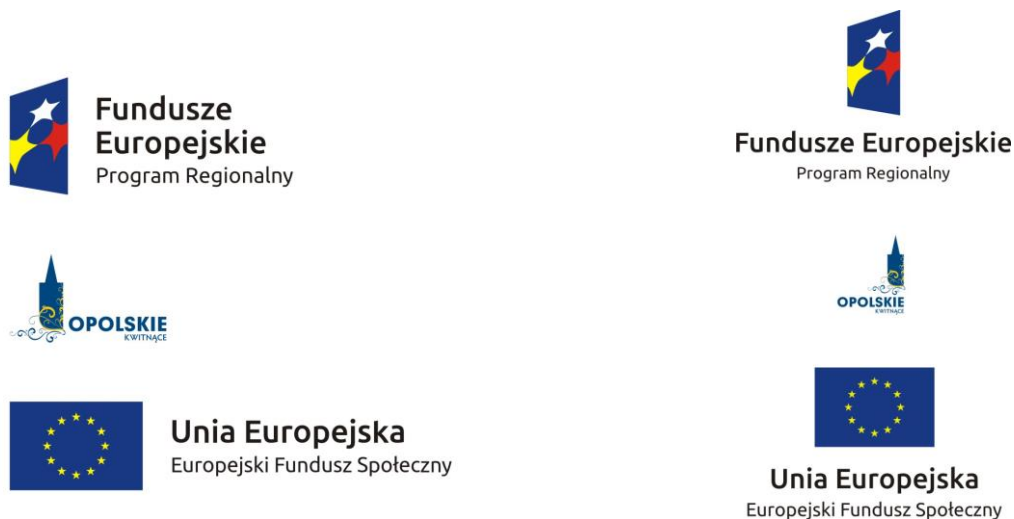 Fundusze
Europejskie
Program Regionalny
OPOLSKIE
KWITNĄCE
Unia Europejska
Europejski Fundusz Społeczny
Fundusze Europejskie
Program Regionalny
OPOLSKIE
KWITNĄCE
Unia Europejska
Europejski Fundusz Społeczny